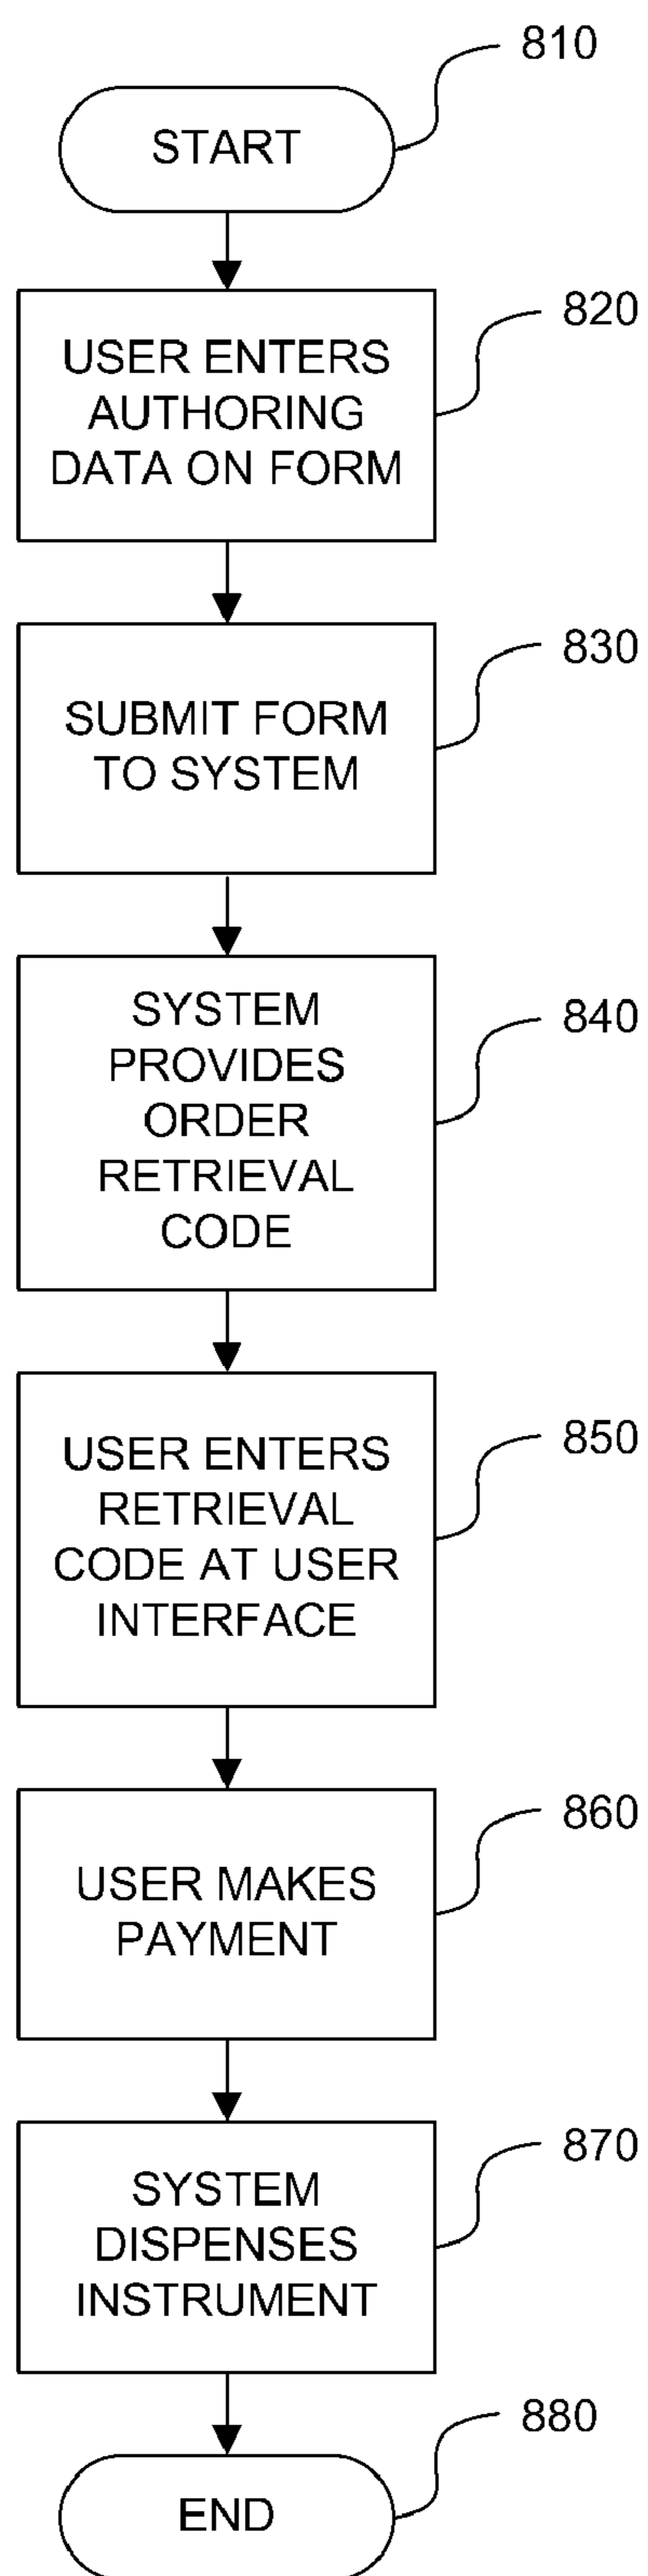 810
START
820
USER ENTERS
AUTHORING
DATA ON FORM
830
SUBMIT FORM
TO SYSTEM
840
SYSTEM
PROVIDES
ORDER
RETRIEVAL
CODE
850
USER ENTERS
RETRIEVAL
CODE AT USER
INTERFACE
860
USER MAKES
PAYMENT
870
SYSTEM
DISPENSES
INSTRUMENT
880
END